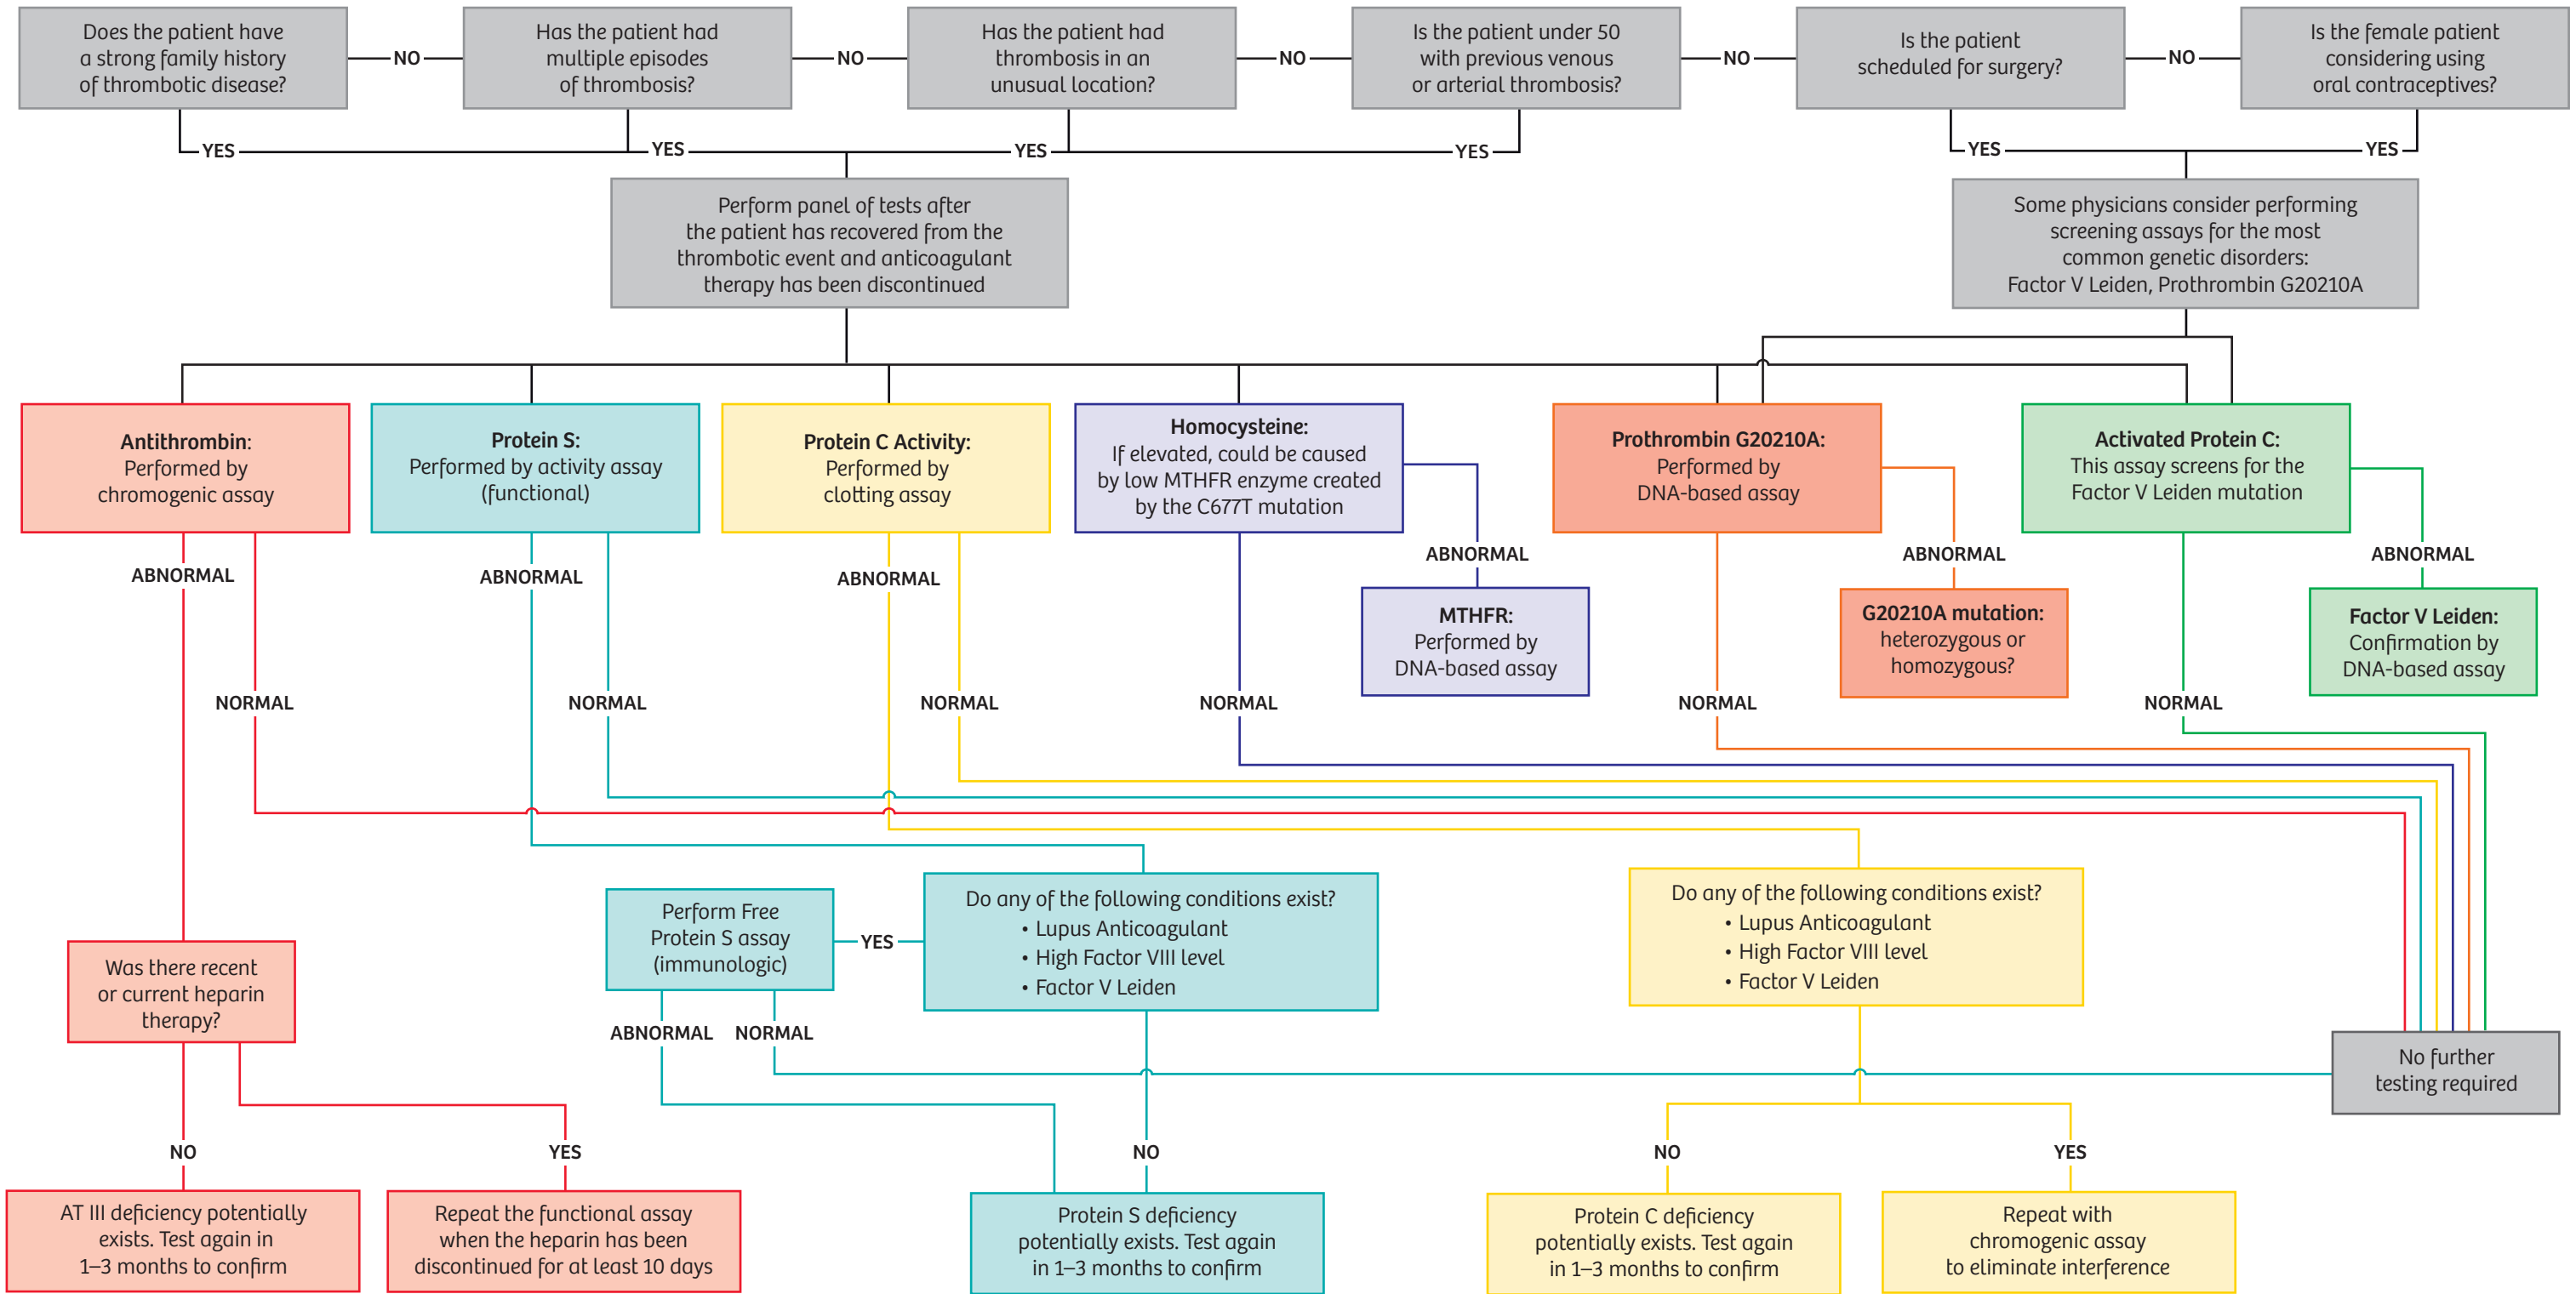 Does the patient have
a strong family history
of thrombotic disease?
NO
Has the patient had
multiple episodes
of thrombosis?
NO
Has the patient had
thrombosis in an
unusual location?
NO
Is the patient under 50
with previous venous
or arterial thrombosis?
NO
Is the patient
scheduled for surgery?
NO
Is the female patient
considering using
oral contraceptives?
YES
YES
YES
YES
YES
YES
Perform panel of tests after
the patient has recovered from the
thrombotic event and anticoagulant
therapy has been discontinued
Some physicians consider performing
screening assays for the most
common genetic disorders:
Factor V Leiden, Prothrombin G20210A
Antithrombin:
Performed by
chromogenic assay
Protein S:
Performed by activity assay
(functional)
Protein C Activity:
Performed by
clotting assay
Homocysteine:
If elevated, could be caused
by low MTHFR enzyme created
by the C677T mutation
Prothrombin G20210A:
Performed by
DNA-based assay
Activated Protein C:
This assay screens for the
Factor V Leiden mutation
ABNORMAL
ABNORMAL
ABNORMAL
ABNORMAL
ABNORMAL
ABNORMAL
MTHFR:
Performed by
DNA-based assay
G20210A mutation:
heterozygous or
homozygous?
Factor V Leiden:
Confirmation by
DNA-based assay
NORMAL
NORMAL
NORMAL
NORMAL
NORMAL
NORMAL
Was there recent
or current heparin
therapy?
Perform Free
Protein S assay
(immunologic)
YES
Do any of the following conditions exist?
• Lupus Anticoagulant
• High Factor VIII level
• Factor V Leiden
Do any of the following conditions exist?
• Lupus Anticoagulant
• High Factor VIII level
• Factor V Leiden
ABNORMAL
NORMAL
No further
testing required
NO
YES
NO
NO
YES
AT III deficiency potentially
exists. Test again in
1–3 months to confirm
Repeat the functional assay
when the heparin has been
discontinued for at least 10 days
Protein S deficiency
potentially exists. Test again
in 1–3 months to confirm
Protein C deficiency
potentially exists. Test again
in 1–3 months to confirm
Repeat with
chromogenic assay
to eliminate interference